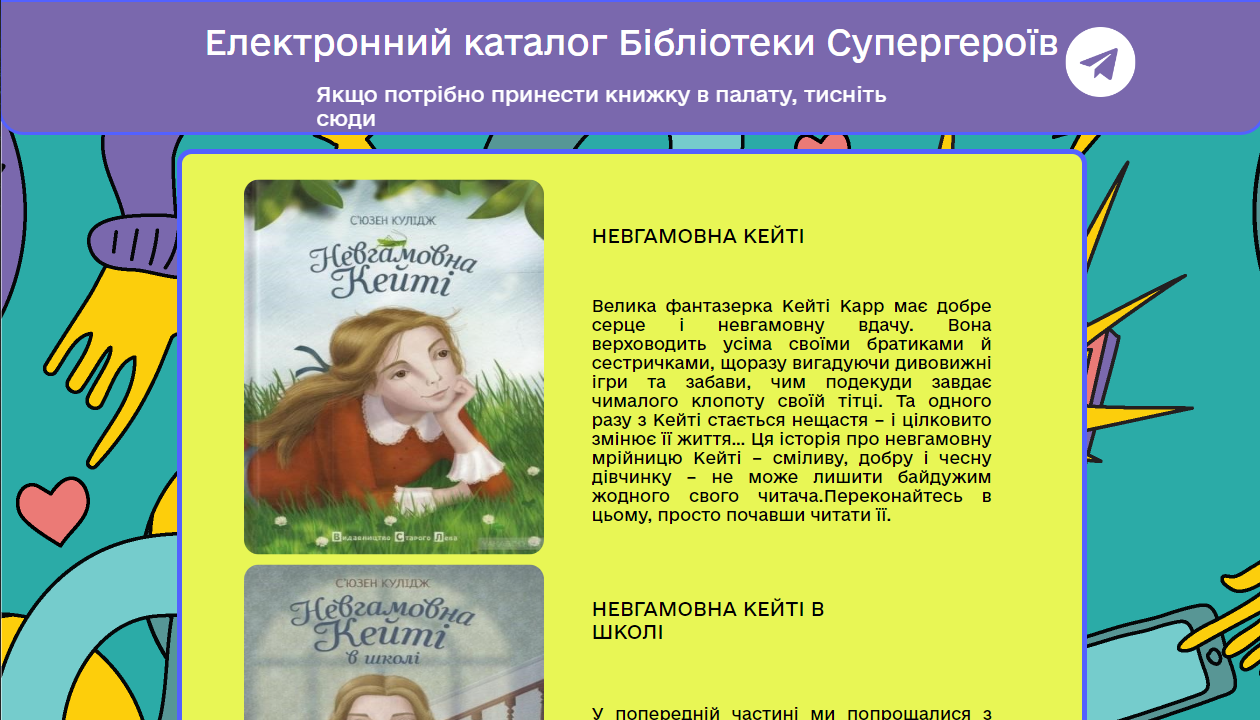 Електронний каталог Бібліотеки Супергероїв
Якщо потрібно принести книжку в палату, тисніть
сюди
С'ЮЗЕН КУЛІДЖ
Невгамовна
Кейті
Видавництво Старого Лева
НЕВГАМОВНА КЕЙТІ
Велика фантазерка Кейті Карр має добре
серце і невгамовну вдачу. Вона
верховодить усіма своїми братиками й
сестричками, щоразу вигадуючи дивовижні
ігри та забави, чим подекуди завдає
чималого клопоту своїй тітці. Та одного
разу з Кейті стається нещастя – і цілковито
змінює її життя... Ця історія про невгамовну
мрійницю Кейті – сміливу, добру і чесну
дівчинку – не може лишити байдужим
жодного свого читача.Переконайтесь в
цьому, просто почавши читати її.
С'ЮЗЕН КУЛІДЖ
Невгамовна
Кейті
в школі
НЕВГАМОВНА КЕЙТІ В
ШКОЛІ
У попередній частині ми попрощалися з